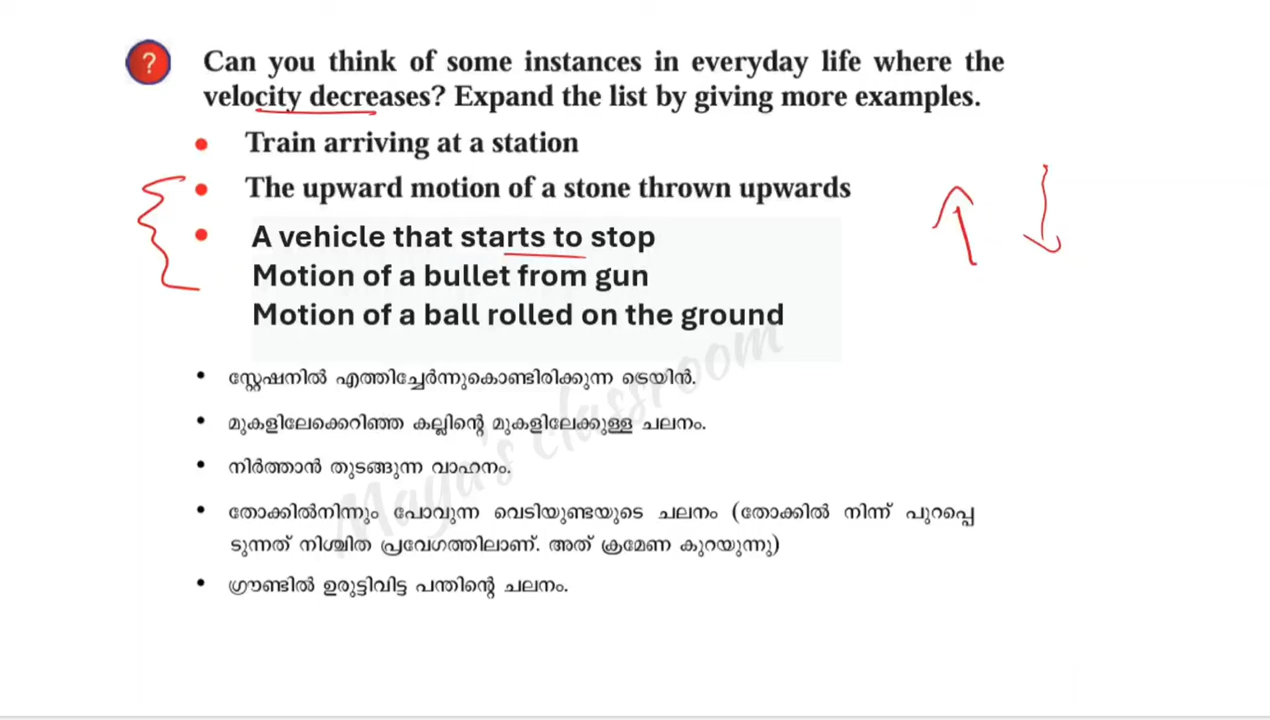 ?
Can you think of some instances in everyday life where the
velocity decreases? Expand the list by giving more examples.
• Train arriving at a station
• The upward motion of a stone thrown upwards
• A vehicle that starts to stop
Motion of a bullet from gun
Motion of a ball rolled on the ground
• സ്റ്റേഷനിൽ എത്തിച്ചേർന്നുകൊണ്ടിരിക്കുന്ന ട്രെയിൻ.
• മുകളിലേക്കെറിഞ്ഞ കല്ലിന്റെ മുകളിലേക്കുള്ള ചലനം.
• നിർത്താൻ തുടങ്ങുന്ന വാഹനം.
• തോക്കിൽനിന്നും പോവുന്ന വെടിയുണ്ടയുടെ ചലനം (തോക്കിൽ നിന്ന് പുറപ്പെ
ടുന്നത് നിശ്ചിത പ്രവേഗത്തിലാണ്. അത് ക്രമേണ കുറയുന്നു)
• ഗ്രൗണ്ടിൽ ഉരുട്ടിവിട്ട പന്തിന്റെ ചലനം.
Maya's classroom